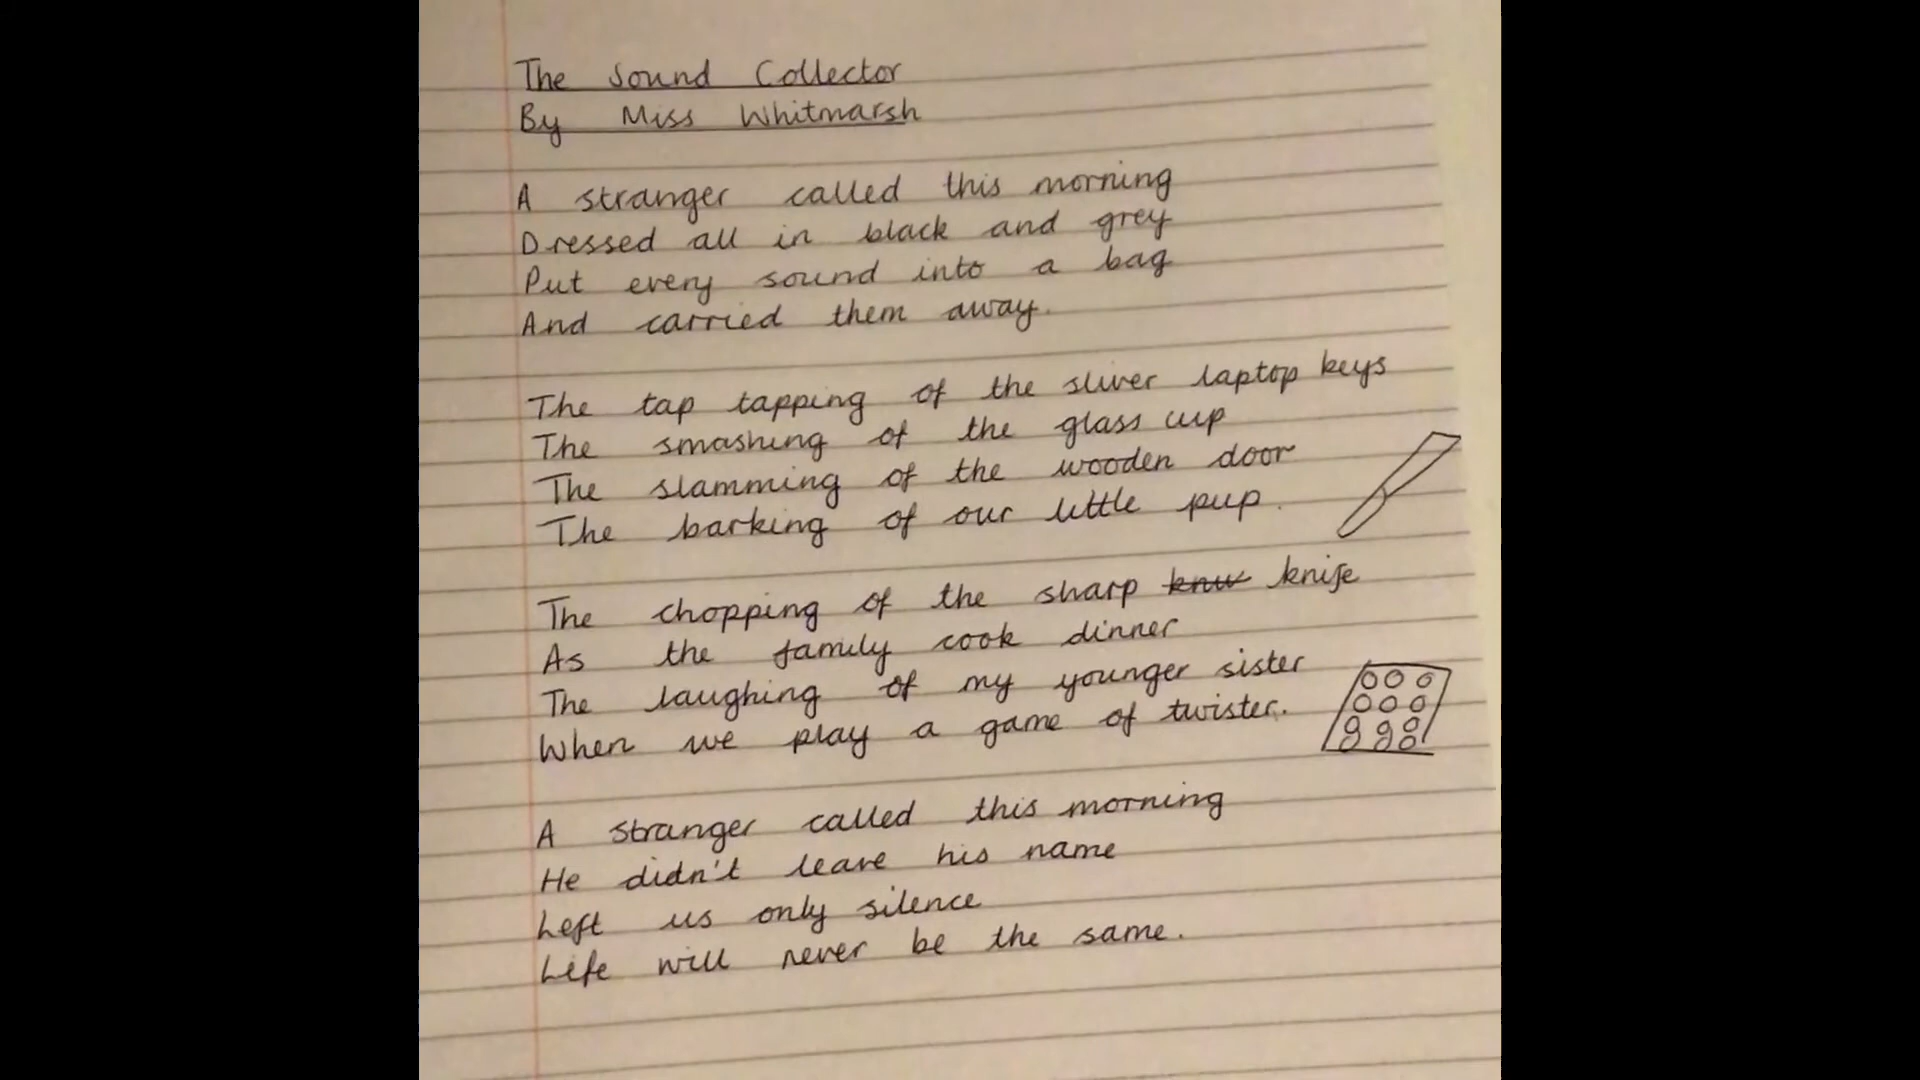 The Sound Collector
By Miss Whitmarsh
A stranger called this morning
Dressed all in black and grey
Put every sound into a bag
And carried them away.
The tap tapping of the sliver laptop keys
The smashing of the glass cup
The slamming of the wooden door
The barking of our little pup.
The chopping of the sharp knife
As the family cook dinner
The laughing of my younger sister
When we play a game of twister.
A stranger called this morning
He didn't leave his name
Left us only silence
Life will never be the same.